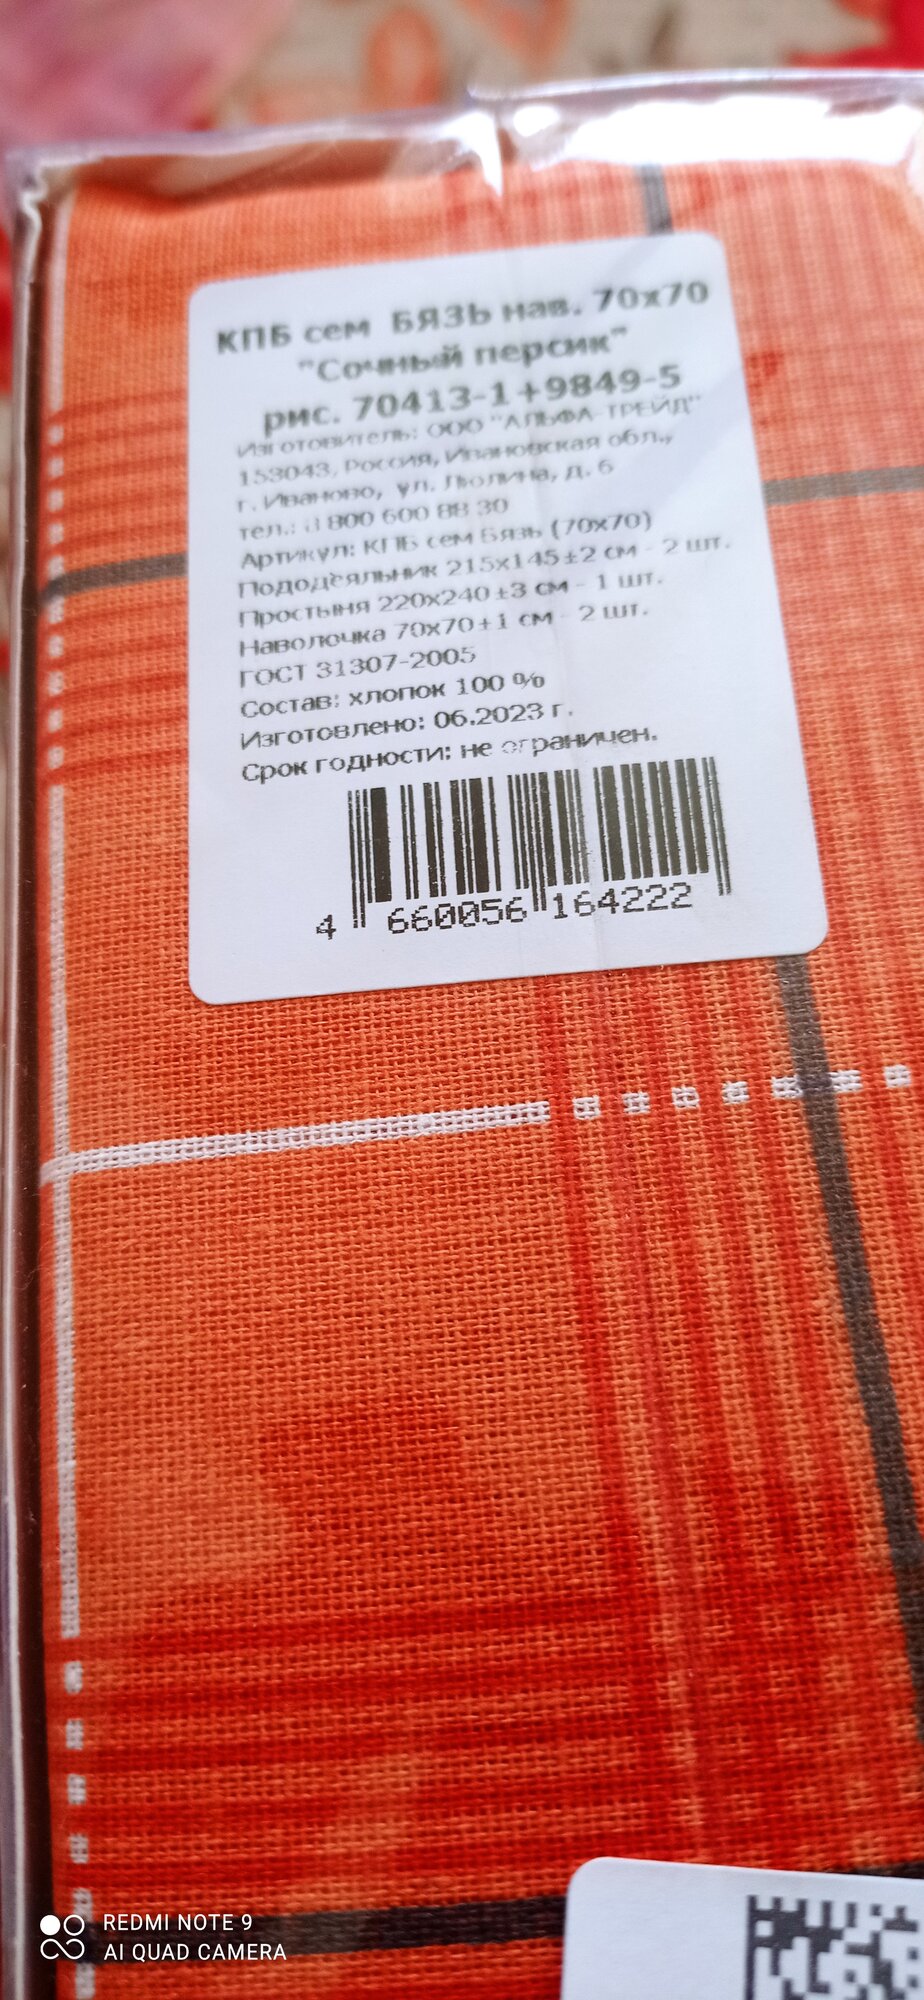 КПБ сем БЯЗЬ нав. 70х70
"Сочный персик"
рис. 70413-1+9849-5
Изготовитель: ООО "АЛЬФА-ТРЕЙД"
153043, Россия, Ивановская обл.,
г. Иваново, ул. Люлина, д. 6
тел.: 8 800 600 88 30
Артикул: КПБ сем Бязь (70х70)
Пододеяльник 215х145±2 см - 2 шт.
Простыня 220х240±3 см - 1 шт.
Наволочка 70х70±1 см - 2 шт.
ГОСТ 31307-2005
Состав: хлопок 100 %
Изготовлено: 06.2023 г.
Срок годности: не ограничен.
4 660056 164222
REDMI NOTE 9
AI QUAD CAMERA